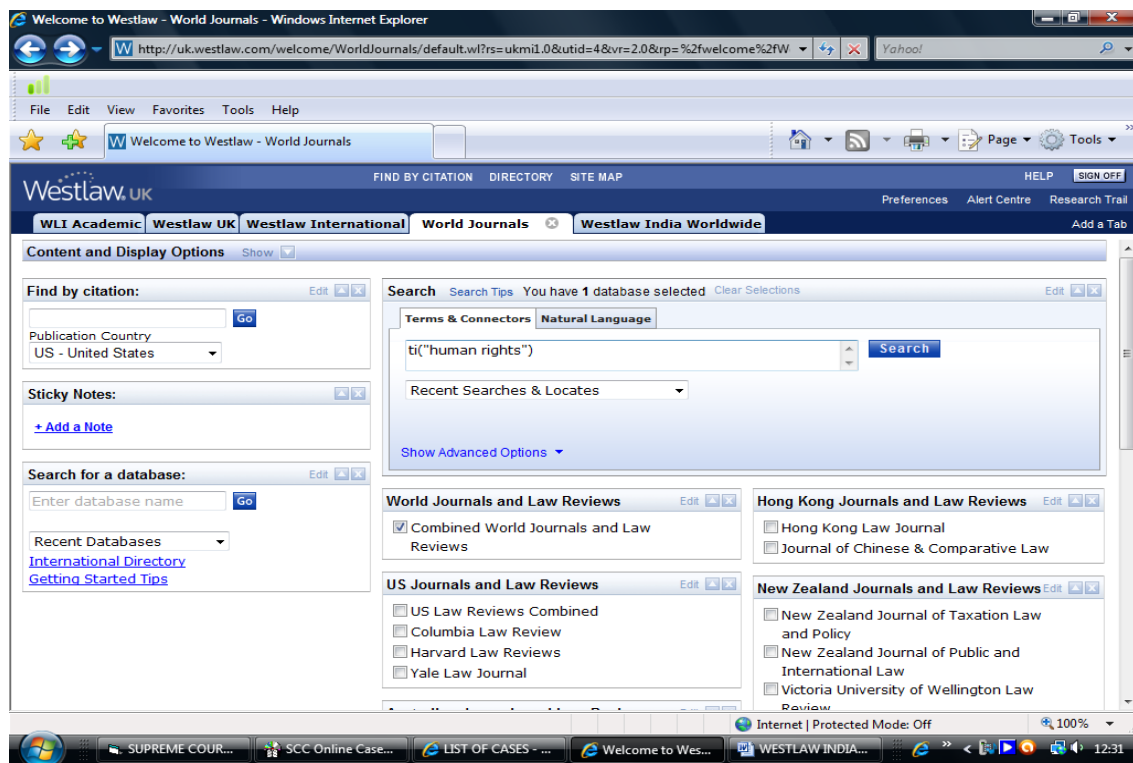 Welcome to Westlaw - World Journals - Windows Internet Explorer
http://uk.westlaw.com/welcome/WorldJournals/default.wl?rs=ukmi1.0&utid=4&vr=2.0&rp=%2fwelcome%2fW
Yahoo!
File Edit View Favorites Tools Help
Welcome to Westlaw - World Journals
Page Tools
Westlaw. UK
FIND BY CITATION DIRECTORY SITE MAP
HELP SIGN OFF
Preferences Alert Centre Research Trail
WLI Academic Westlaw UK Westlaw International World Journals Westlaw India Worldwide Add a Tab
Content and Display Options Show
Find by citation: Edit
Go
Publication Country
US - United States
Sticky Notes:
+ Add a Note
Search for a database: Edit
Enter database name Go
Recent Databases
International Directory
Getting Started Tips
Search Search Tips You have 1 database selected Clear Selections Edit
Terms & Connectors Natural Language
ti("human rights") Search
Recent Searches & Locates
Show Advanced Options
World Journals and Law Reviews Edit
Combined World Journals and Law
Reviews
US Journals and Law Reviews Edit
US Law Reviews Combined
Columbia Law Review
Harvard Law Reviews
Yale Law Journal
Hong Kong Journals and Law Reviews Edit
Hong Kong Law Journal
Journal of Chinese & Comparative Law
New Zealand Journals and Law Reviews Edit
New Zealand Journal of Taxation Law
and Policy
New Zealand Journal of Public and
International Law
Victoria University of Wellington Law
Review
Internet | Protected Mode: Off 100%
SUPREME COUR... SCC Online Case... LIST OF CASES - ... Welcome to Wes... WESTLAW INDIA... 12:31